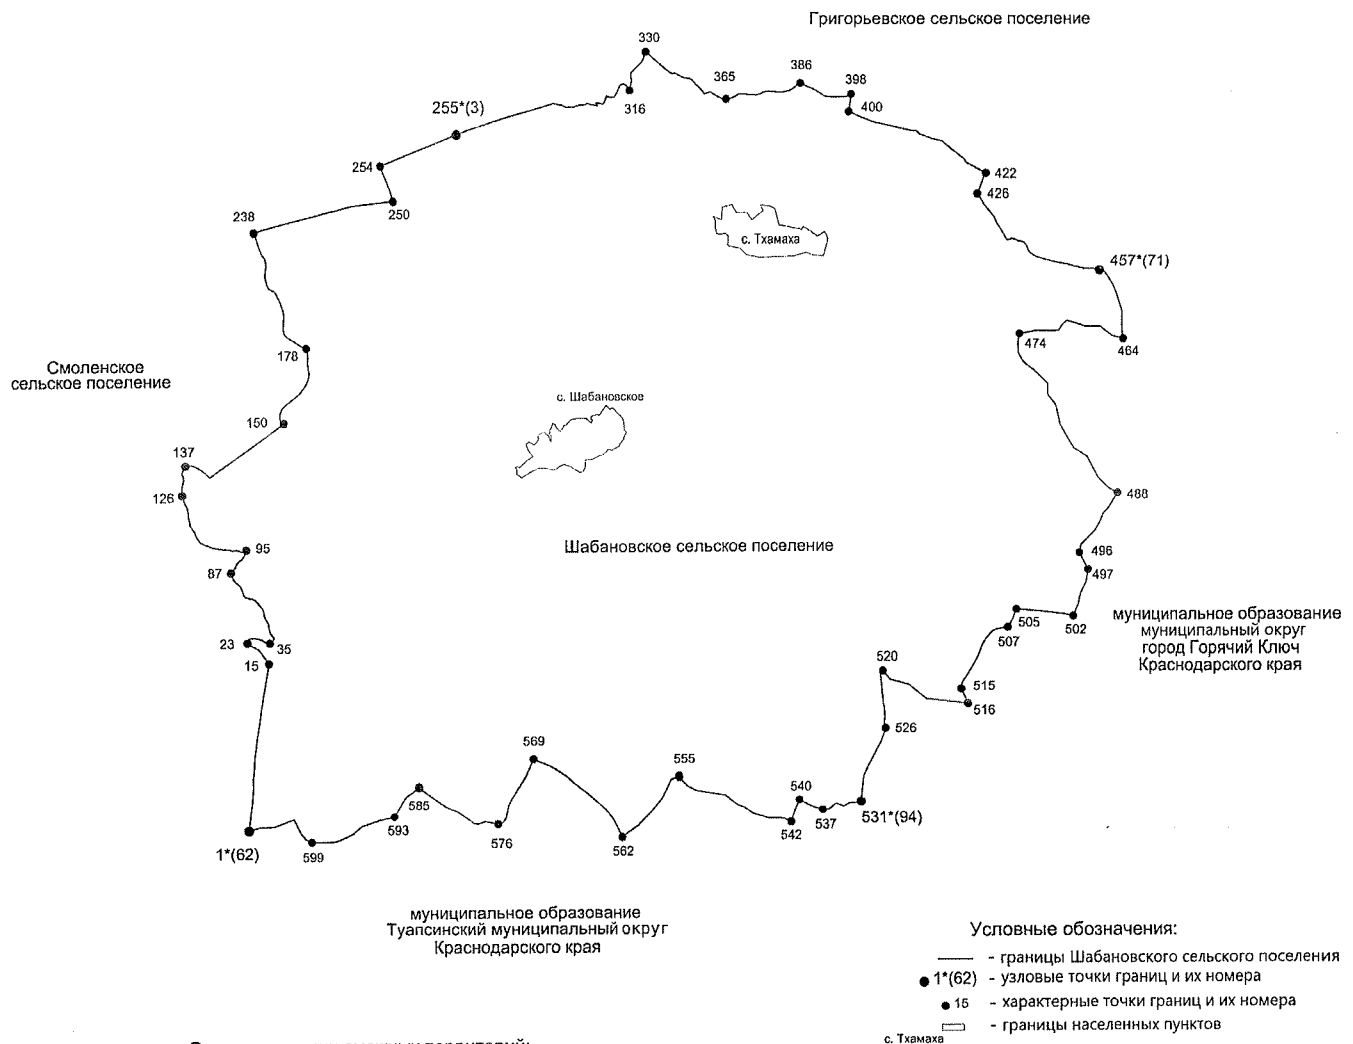 Григорьевское сельское поселение
330
365
386
398
316
400
255*(3)
254
422
426
250
238
с. Тхамаха
457*(71)
474
464
178
Смоленское
сельское поселение
с. Шабановское
150
137
126
488
95
Шабановское сельское поселение
496
87
497
505
502
муниципальное образование
муниципальный округ
город Горячий Ключ
Краснодарского края
507
23
35
15
520
515
516
526
569
555
585
540
593
576
562
542
537
531*(94)
1*(62)
599
муниципальное образование
Туапсинский муниципальный округ
Краснодарского края
Условные обозначения:
- границы Шабановского сельского поселения
1*(62) - узловые точки границ и их номера
15 - характерные точки границ и их номера
- границы населенных пунктов
с. Тхамаха